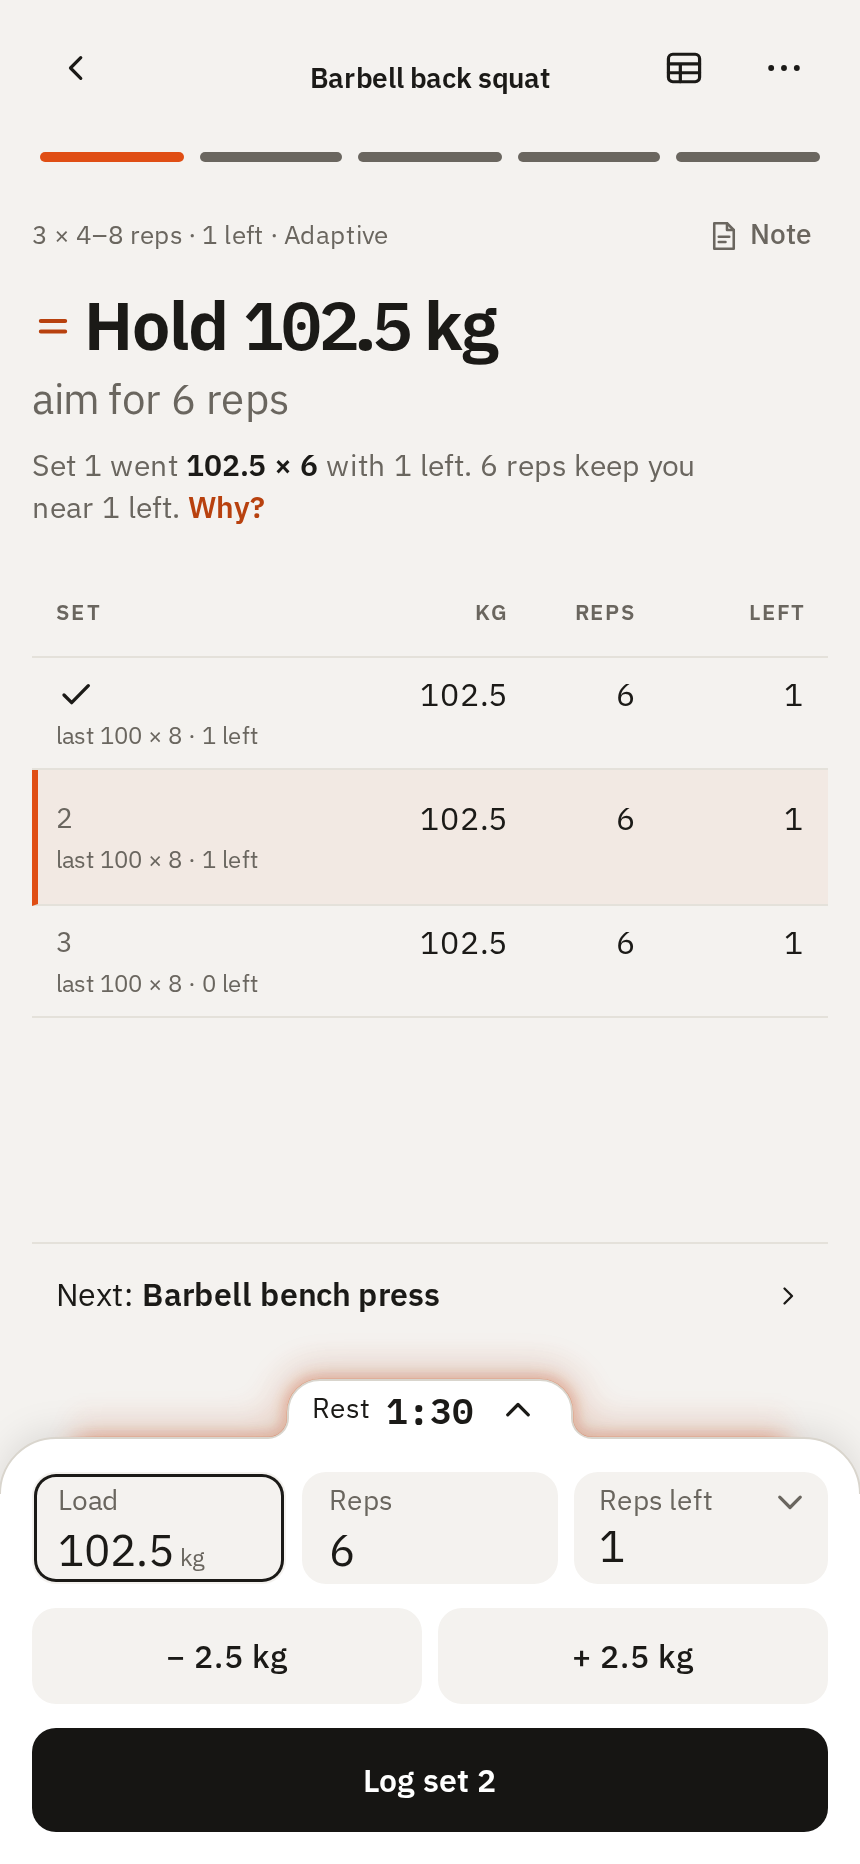 Barbell back squat
3 × 4–8 reps · 1 left · Adaptive
Note
= Hold 102.5 kg
aim for 6 reps
Set 1 went 102.5 × 6 with 1 left. 6 reps keep you
near 1 left. Why?
SET KG REPS LEFT
102.5 6 1
last 100 × 8 · 1 left
2 102.5 6 1
last 100 × 8 · 1 left
3 102.5 6 1
last 100 × 8 · 0 left
Next: Barbell bench press
Rest 1:30
Load Reps Reps left
102.5 kg 6 1
− 2.5 kg + 2.5 kg
Log set 2